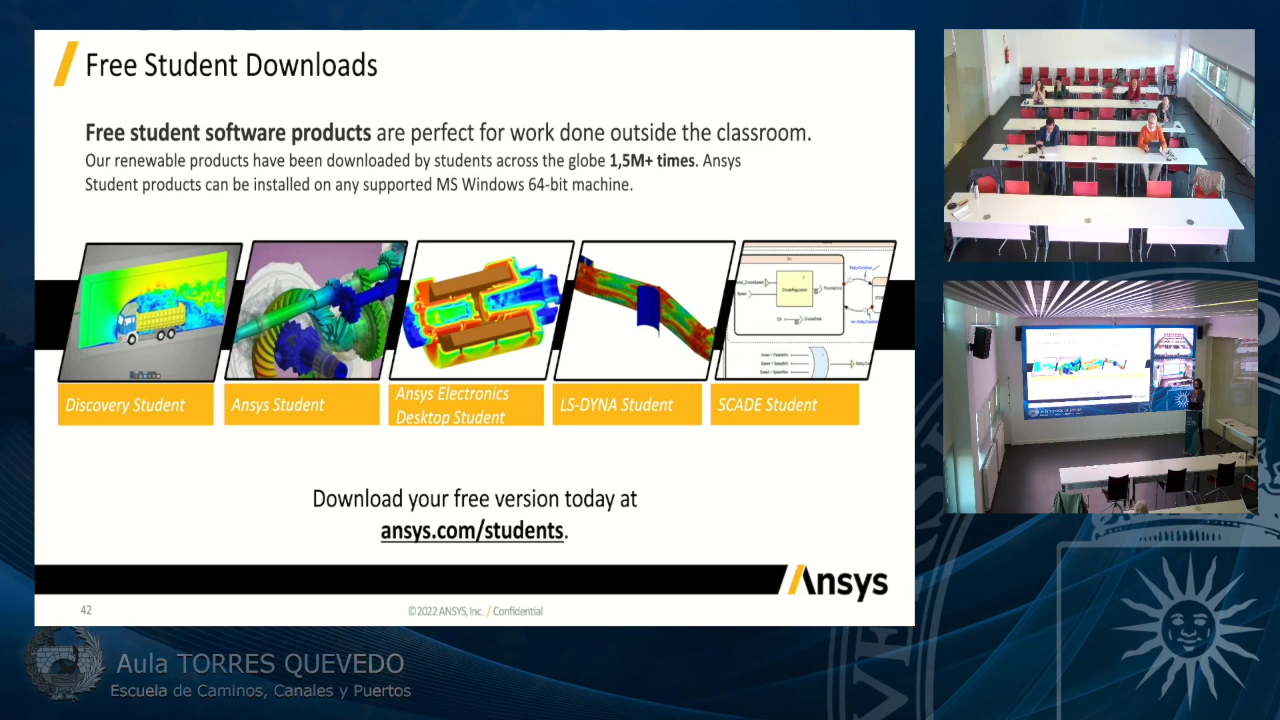 Free Student Downloads
Free student software products are perfect for work done outside the classroom.
Our renewable products have been downloaded by students across the globe 1,5M+ times. Ansys
Student products can be installed on any supported MS Windows 64-bit machine.
Discovery Student
Ansys Student
Ansys Electronics
Desktop Student
LS-DYNA Student
SCADE Student
Download your free version today at
ansys.com/students.
Ansys
42
©2022 ANSYS, Inc. / Confidential
Aula TORRES QUEVEDO
Escuela de Caminos, Canales y Puertos